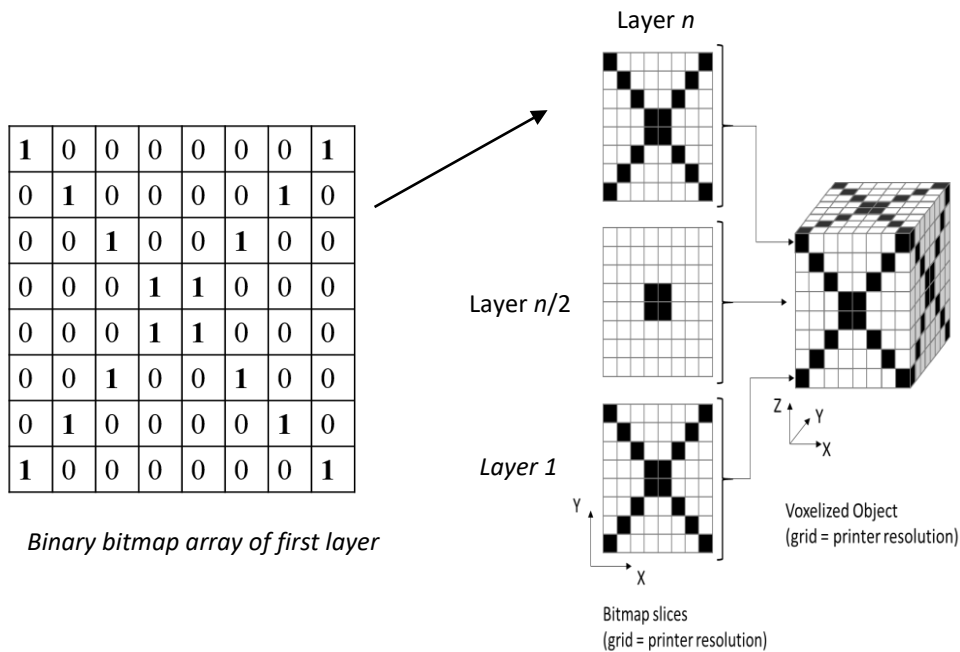 1 0 0 0 0 0 0 1
0 1 0 0 0 0 1 0
0 0 1 0 0 1 0 0
0 0 0 1 1 0 0 0
0 0 0 1 1 0 0 0
0 0 1 0 0 1 0 0
0 1 0 0 0 0 1 0
1 0 0 0 0 0 0 1
Binary bitmap array of first layer
Layer n
Layer n/2
Layer 1
Y
X
Bitmap slices
(grid = printer resolution)
Z
Y
X
Voxelized Object
(grid = printer resolution)